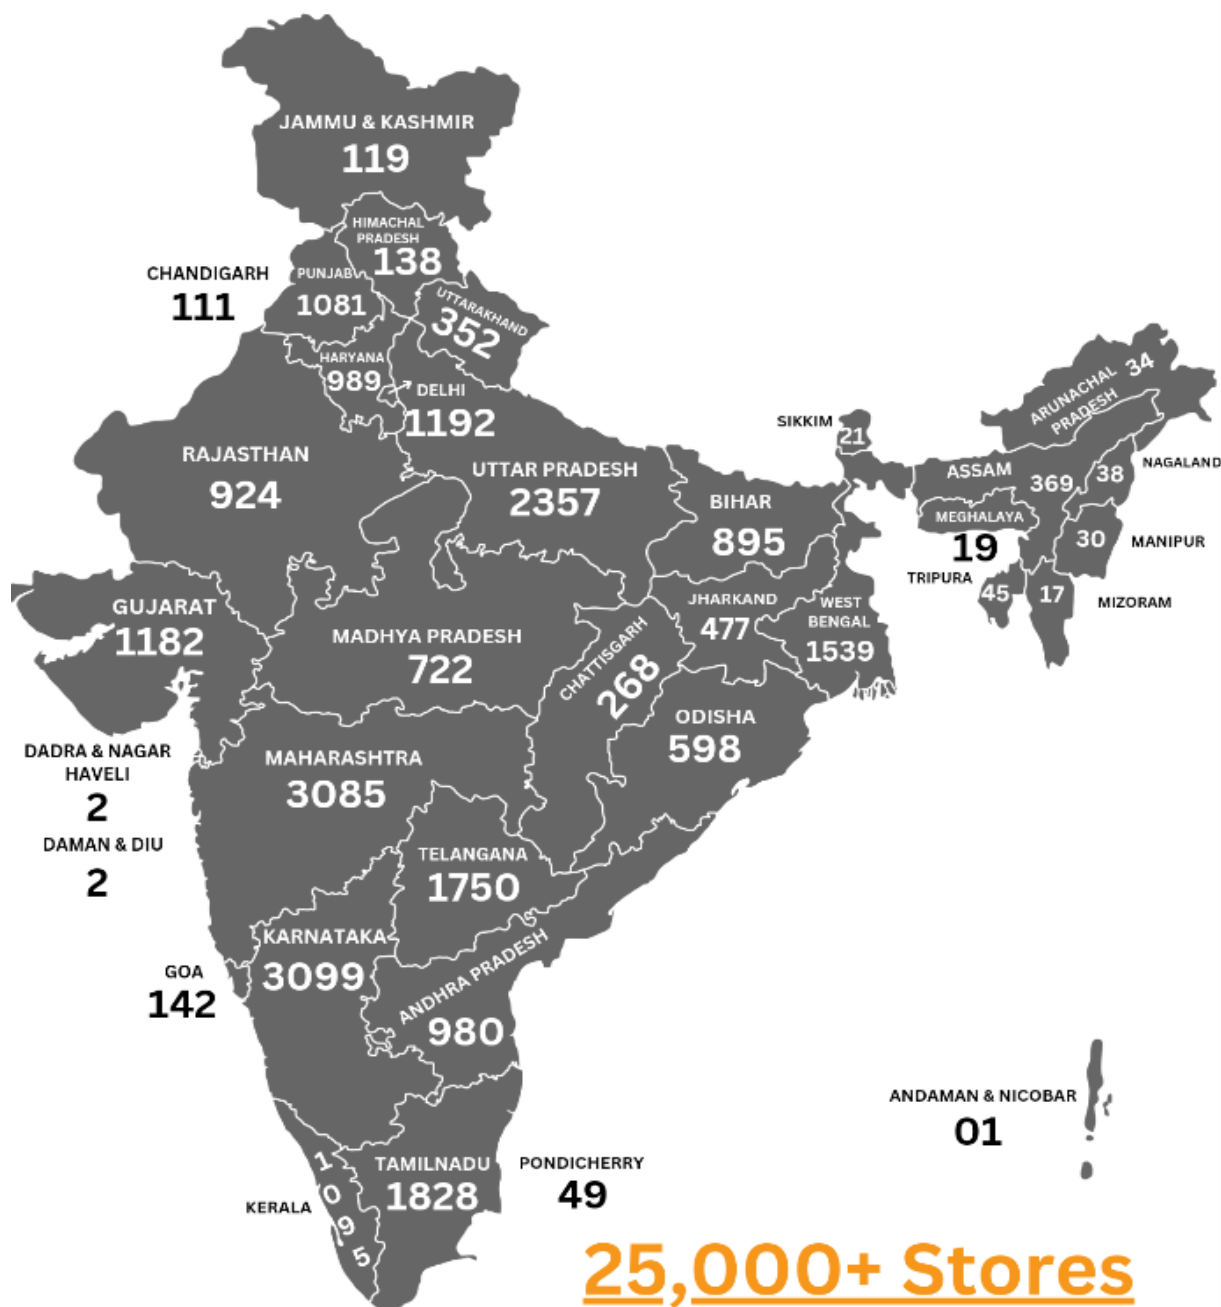 JAMMU & KASHMIR
119
HIMACHAL
PRADESH
138
CHANDIGARH
111
PUNJAB
1081
UTTARAKHAND
352
HARYANA
989
DELHI
1192
ARUNACHAL
PRADESH
34
SIKKIM
21
RAJASTHAN
924
UTTAR PRADESH
2357
BIHAR
895
ASSAM
369
NAGALAND
38
MEGHALAYA
19
MANIPUR
30
TRIPURA
45
MIZORAM
17
GUJARAT
1182
MADHYA PRADESH
722
CHATTISGARH
268
JHARKAND
477
WEST
BENGAL
1539
ODISHA
598
DADRA & NAGAR
HAVELI
2
DAMAN & DIU
2
MAHARASHTRA
3085
TELANGANA
1750
KARNATAKA
3099
GOA
142
ANDHRA PRADESH
980
ANDAMAN & NICOBAR
01
KERALA
1095
TAMILNADU
1828
PONDICHERRY
49
25,000+ Stores